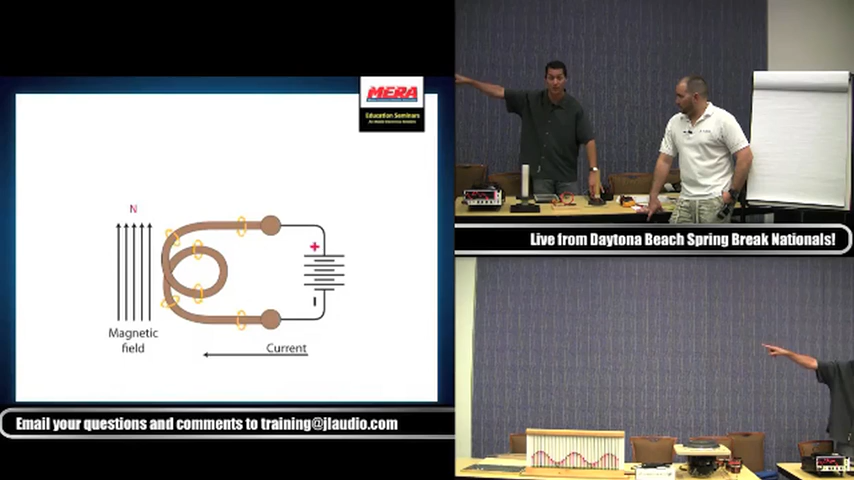 MERA
Education Seminars
N
+
-
Magnetic
field
Current
Email your questions and comments to training@jlaudio.com
Live from Daytona Beach Spring Break Nationals!